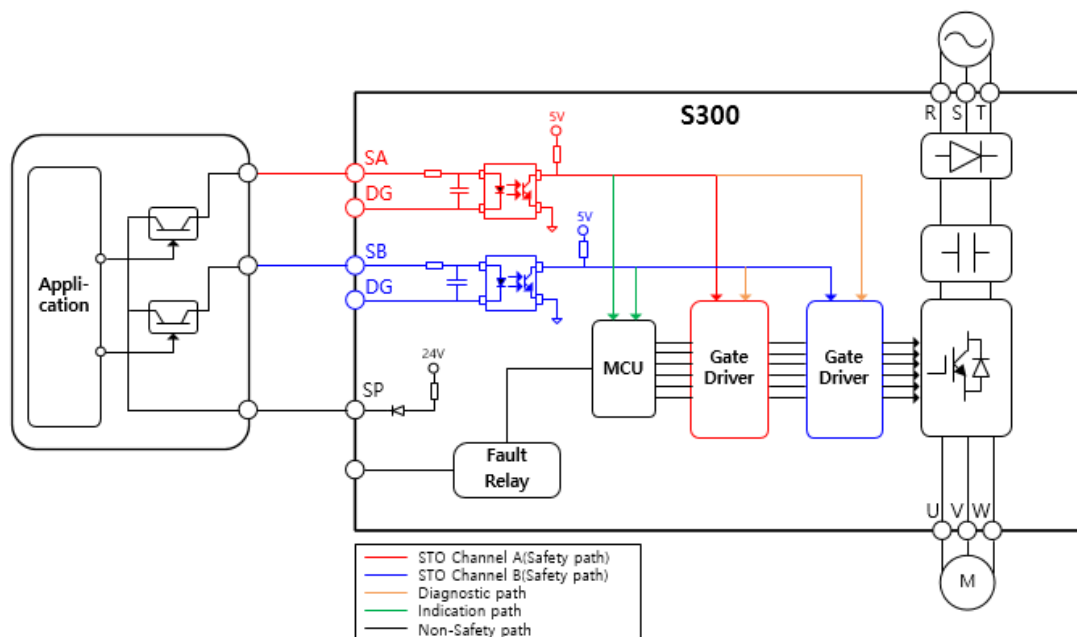 S300
R S T
5V
SA
DG
5V
SB
DG
Appli-
cation
24V
SP
MCU
Gate
Driver
Gate
Driver
Fault
Relay
U V W
M
STO Channel A(Safety path)
STO Channel B(Safety path)
Diagnostic path
Indication path
Non-Safety path